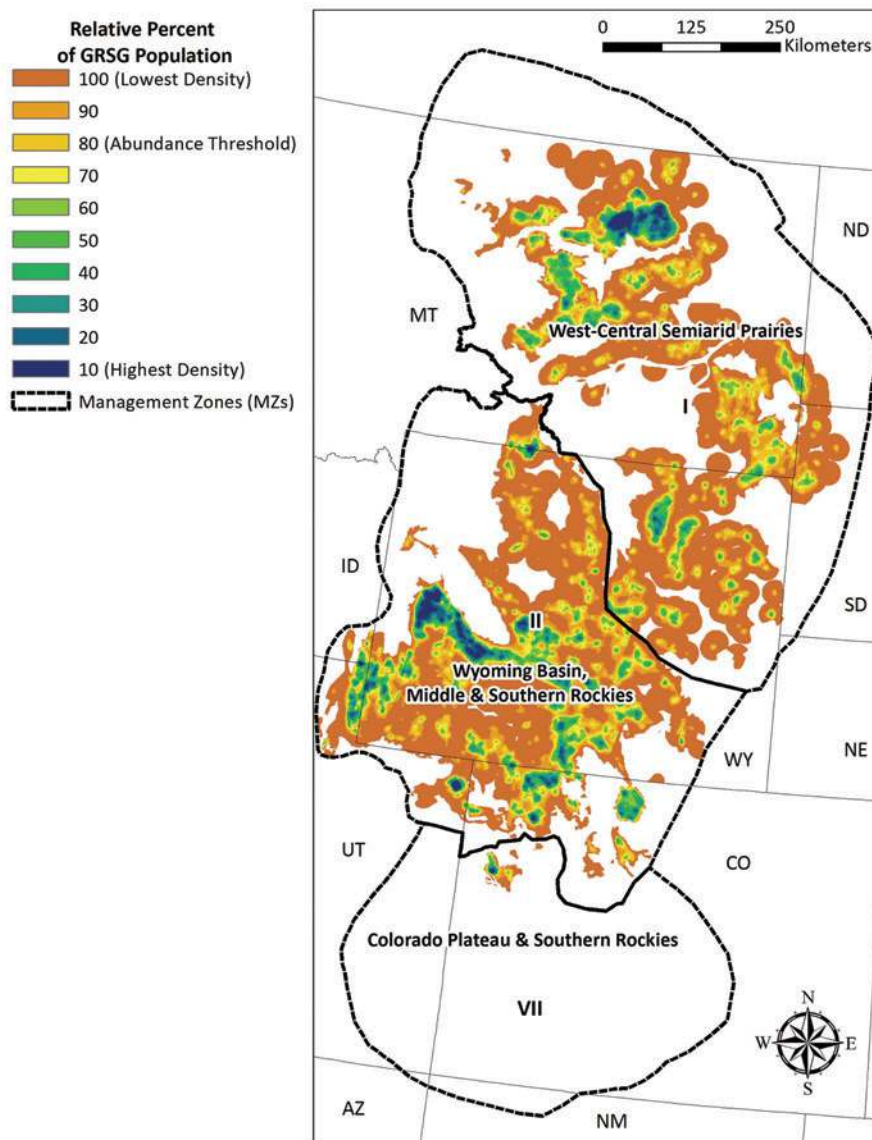 Relative Percent
of GRSG Population
100 (Lowest Density)
90
80 (Abundance Threshold)
70
60
50
40
30
20
10 (Highest Density)
Management Zones (MZs)
0 125 250
Kilometers
ND
MT
West-Central Semiarid Prairies
I
ID
SD
II
Wyoming Basin,
Middle & Southern Rockies
WY
NE
UT
CO
Colorado Plateau & Southern Rockies
VII
N
W E
S
AZ
NM